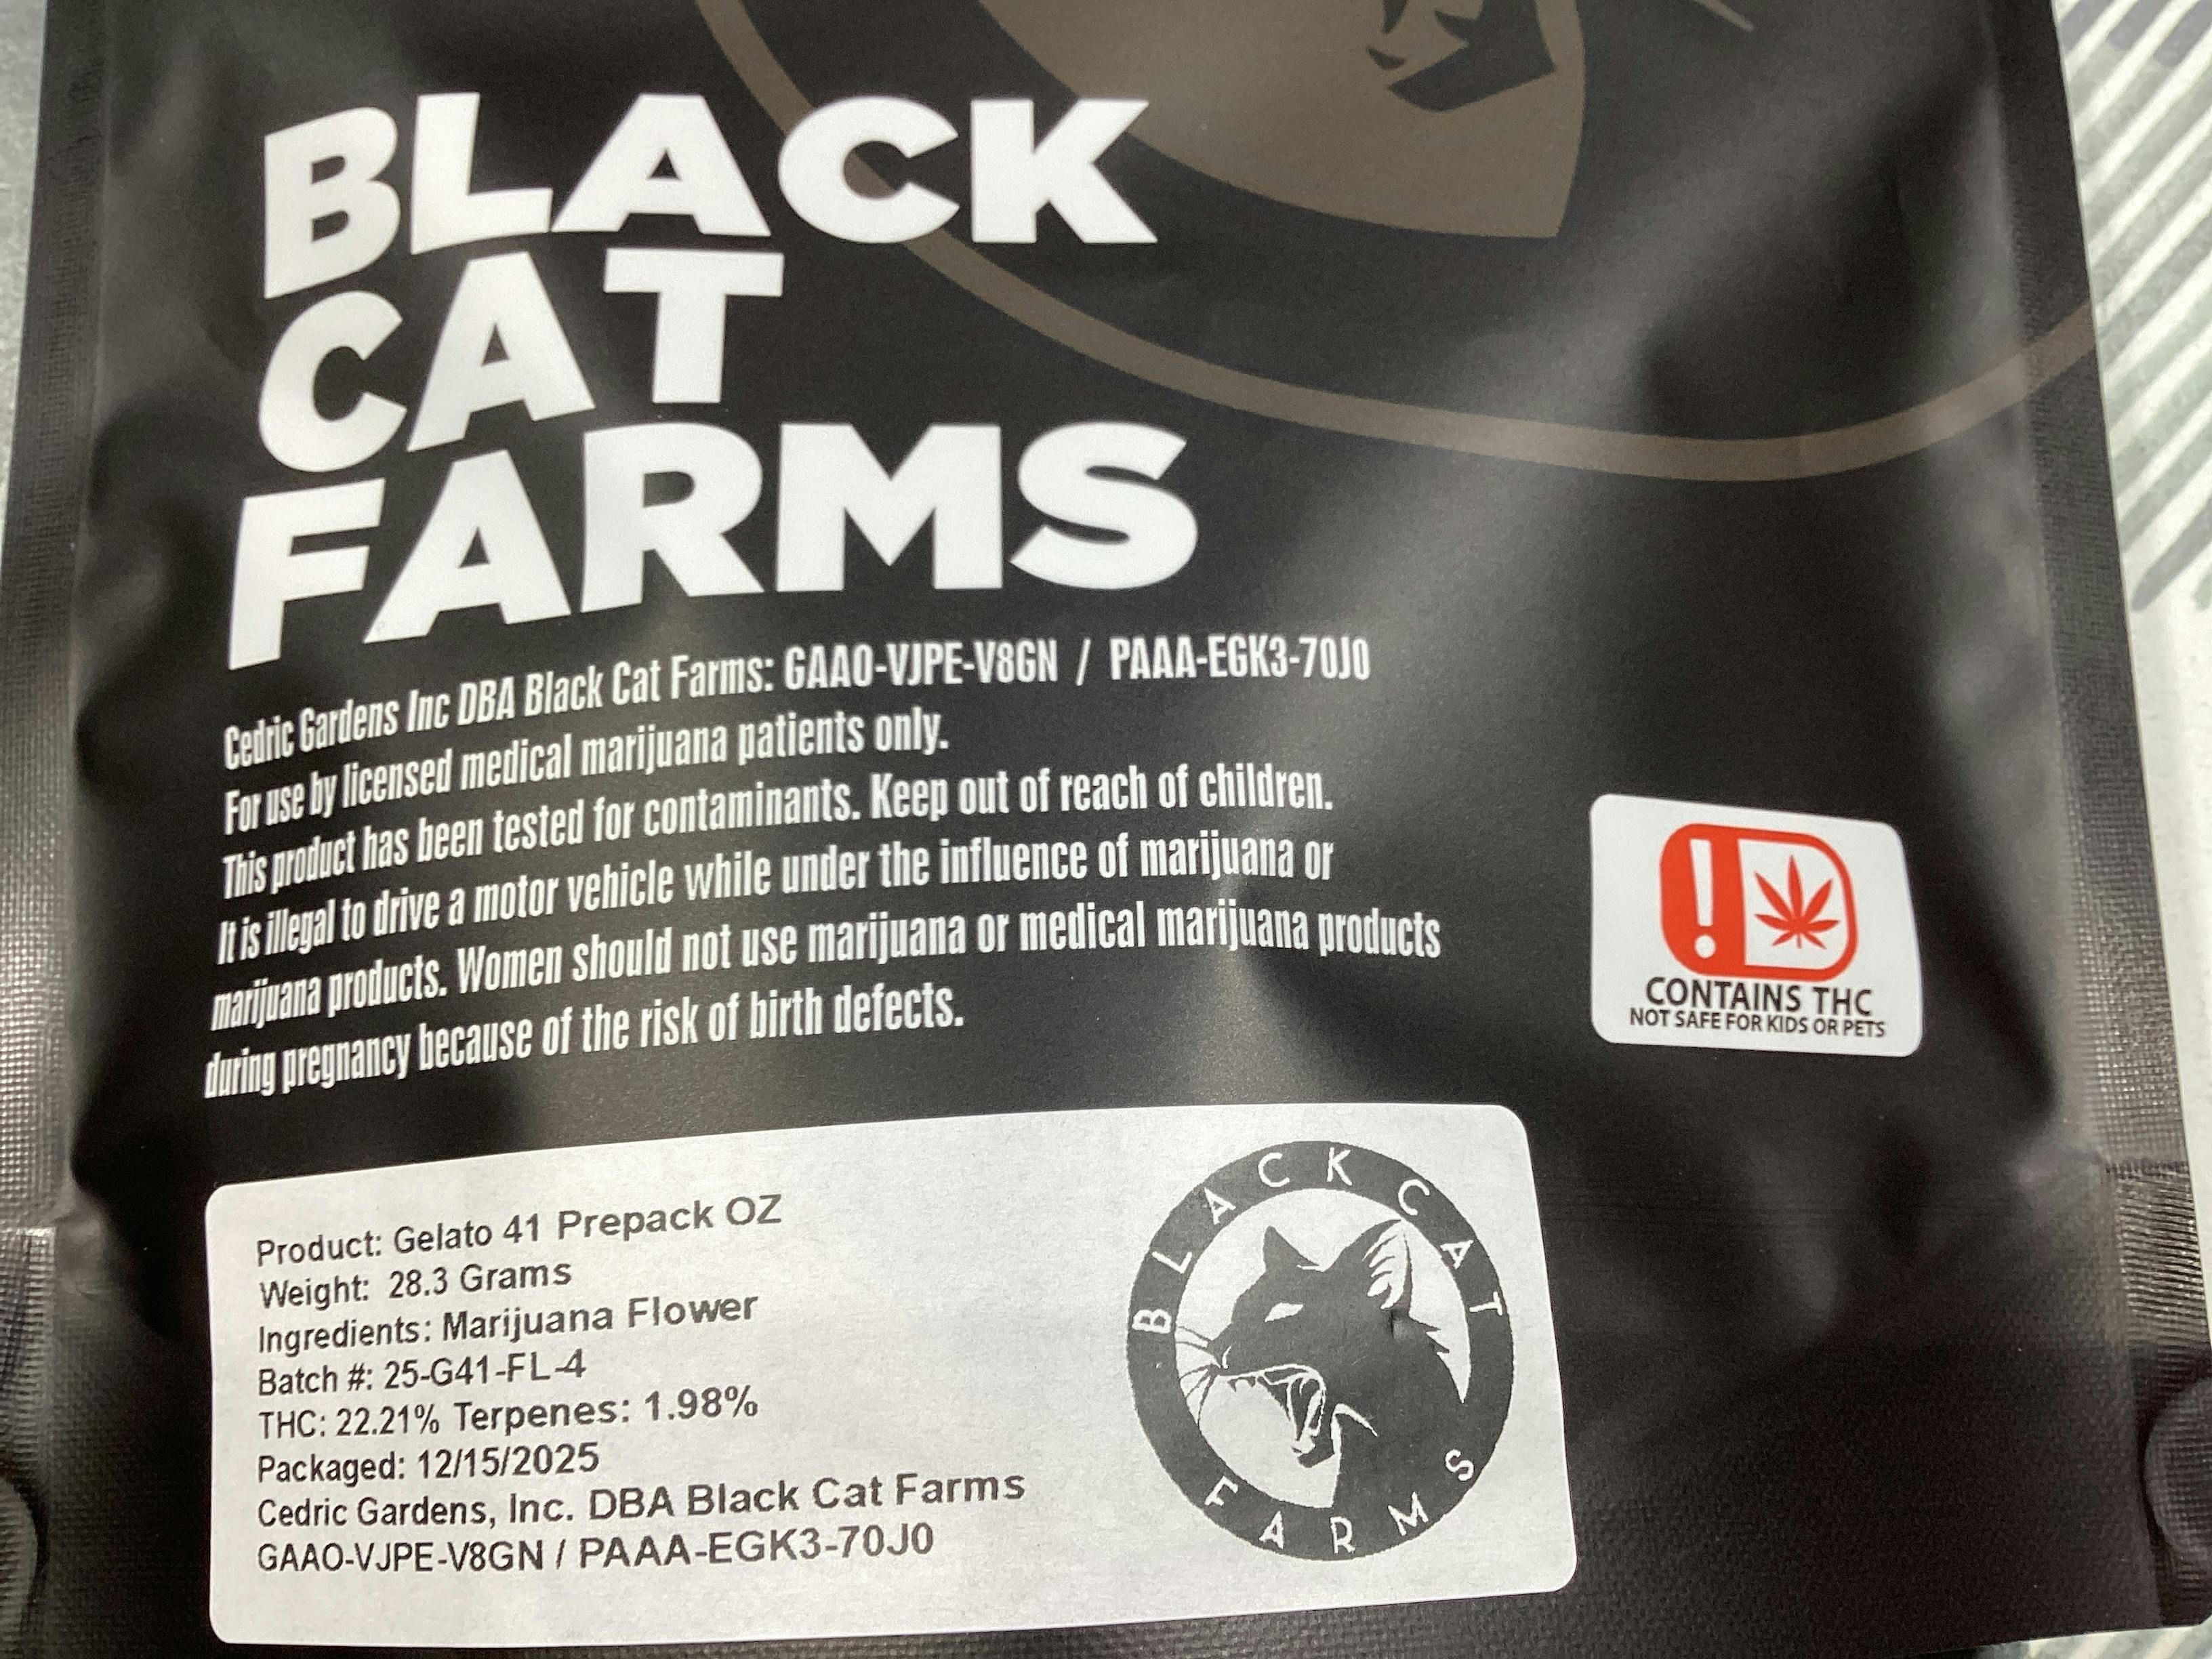 BLACK
CAT
FARMS
Cedric Gardens Inc DBA Black Cat Farms: GAAO-VJPE-V8GN / PAAA-EGK3-70J0
For use by licensed medical marijuana patients only.
This product has been tested for contaminants. Keep out of reach of children.
It is illegal to drive a motor vehicle while under the influence of marijuana or
marijuana products. Women should not use marijuana or medical marijuana products
during pregnancy because of the risk of birth defects.
!
CONTAINS THC
NOT SAFE FOR KIDS OR PETS
Product: Gelato 41 Prepack OZ
Weight: 28.3 Grams
Ingredients: Marijuana Flower
Batch #: 25-G41-FL-4
THC: 22.21% Terpenes: 1.98%
Packaged: 12/15/2025
Cedric Gardens, Inc. DBA Black Cat Farms
GAAO-VJPE-V8GN / PAAA-EGK3-70J0
BLACK CAT
FARMS